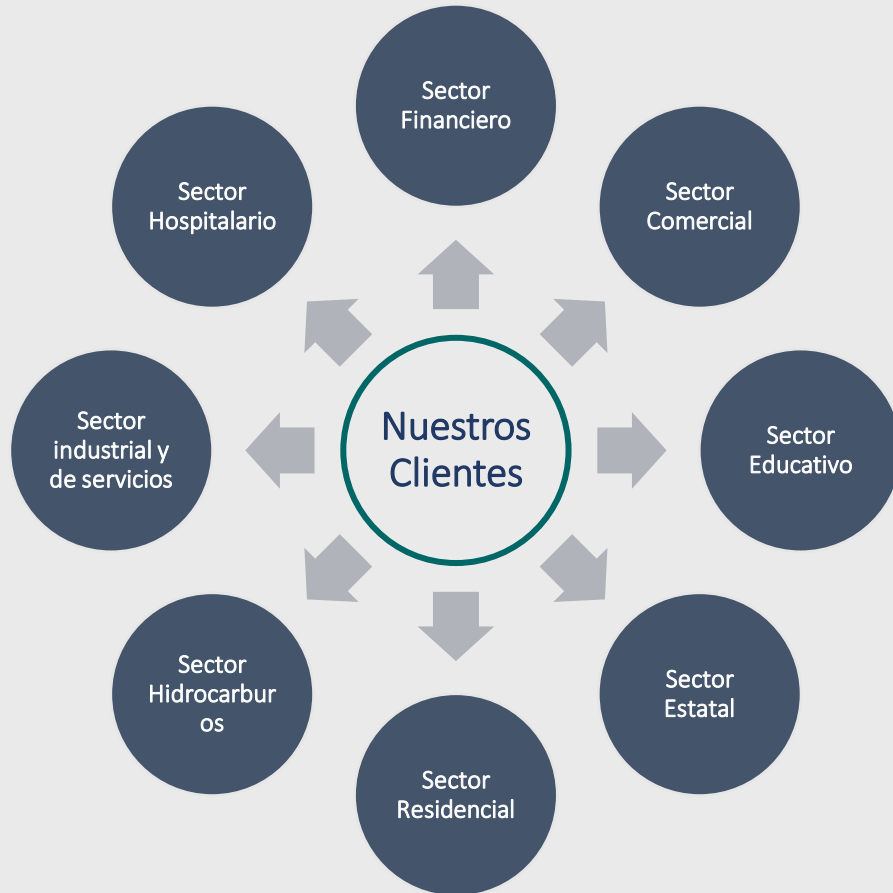 Sector
Financiero
Sector
Hospitalario
Sector
Comercial
Sector
industrial y
de servicios
Nuestros
Clientes
Sector
Educativo
Sector
Hidrocarbur
os
Sector
Estatal
Sector
Residencial